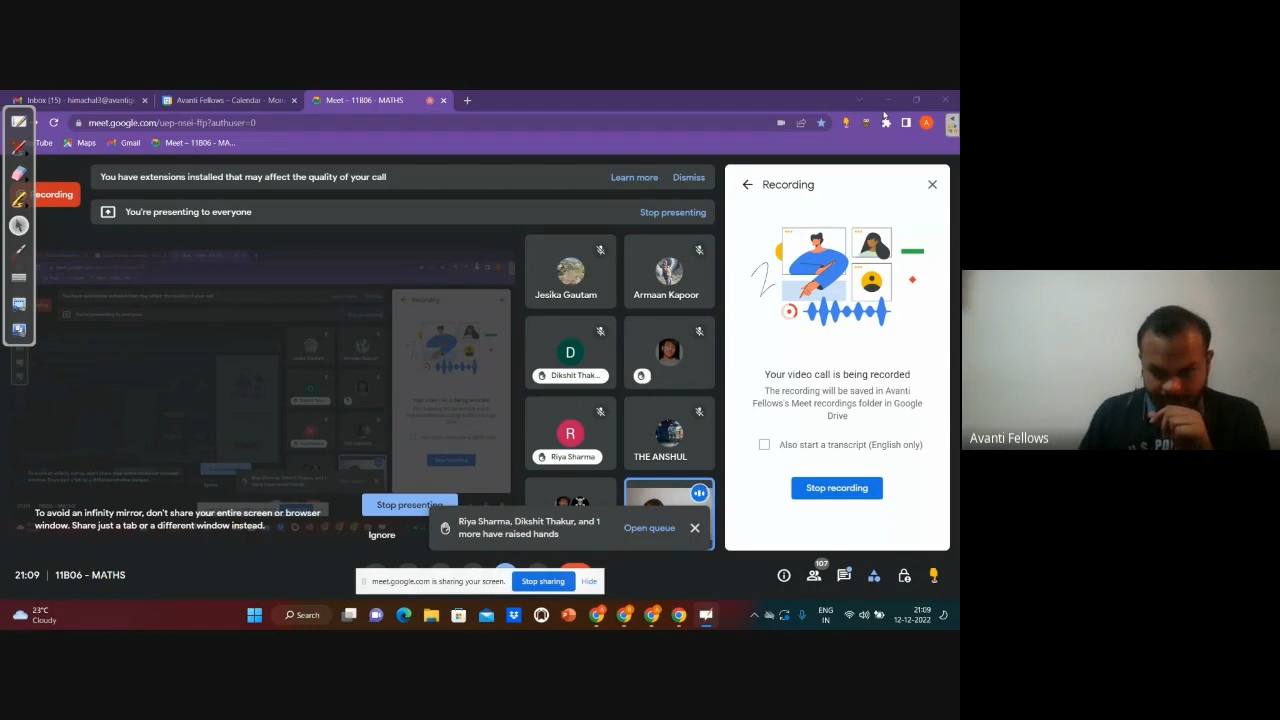 Inbox (15) - himachal3@avantig
Avanti Fellows - Calendar - Mon
Meet - 11B06 - MATHS
meet.google.com/uep-nsei-ffp?authuser=0
Tube
Maps
Gmail
Meet - 11B06 - MA...
You have extensions installed that may affect the quality of your call
Learn more
Dismiss
ecording
You're presenting to everyone
Stop presenting
Recording
Jesika Gautam
Armaan Kapoor
D
Dikshit Thak...
R
Riya Sharma
THE ANSHUL
Your video call is being recorded
The recording will be saved in Avanti
Fellows's Meet recordings folder in Google
Drive
Also start a transcript (English only)
Stop recording
Stop presenting
To avoid an infinity mirror, don't share your entire screen or browser
window. Share just a tab or a different window instead.
Ignore
Riya Sharma, Dikshit Thakur, and 1
more have raised hands
Open queue
21:09 | 11B06 - MATHS
meet.google.com is sharing your screen.
Stop sharing
Hide
107
23°C
Cloudy
Search
ENG
IN
21:09
12-12-2022
Avanti Fellows